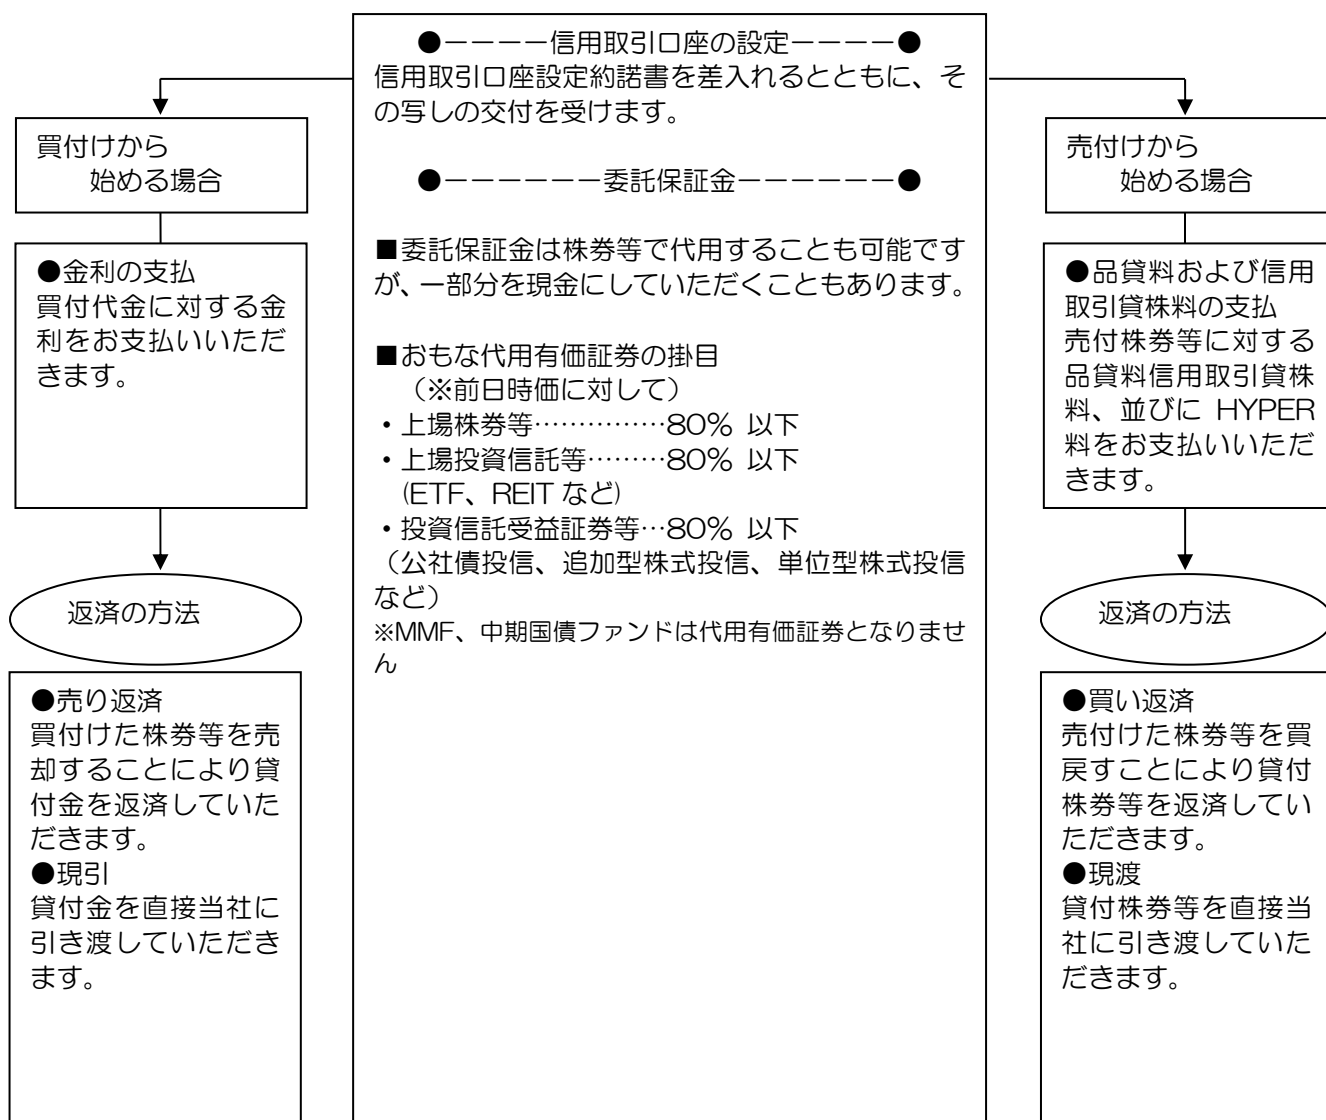 ●ーーーー信用取引口座の設定ーーーー●
信用取引口座設定約諾書を差入れるとともに、そ
の写しの交付を受けます。
●ーーーーーー委託保証金ーーーーーー●
■委託保証金は株券等で代用することも可能です
が、一部分を現金にしていただくこともあります。
■おもな代用有価証券の掛目
（※前日時価に対して）
・上場株券等……………80% 以下
・上場投資信託等………80% 以下
(ETF、REIT など)
・投資信託受益証券等…80% 以下
（公社債投信、追加型株式投信、単位型株式投信
など）
※MMF、中期国債ファンドは代用有価証券となりませ
ん
買付けから
始める場合
●金利の支払
買付代金に対する金
利をお支払いいただ
きます。
返済の方法
●売り返済
買付けた株券等を売
却することにより貸
付金を返済していた
だきます。
●現引
貸付金を直接当社に
引き渡していただき
ます。
売付けから
始める場合
●品貸料および信用
取引貸株料の支払
売付株券等に対する
品貸料信用取引貸株
料、並びに HYPER
料をお支払いいただ
きます。
返済の方法
●買い返済
売付けた株券等を買
戻すことにより貸付
株券等を返済してい
ただきます。
●現渡
貸付株券等を直接当
社に引き渡していた
だきます。